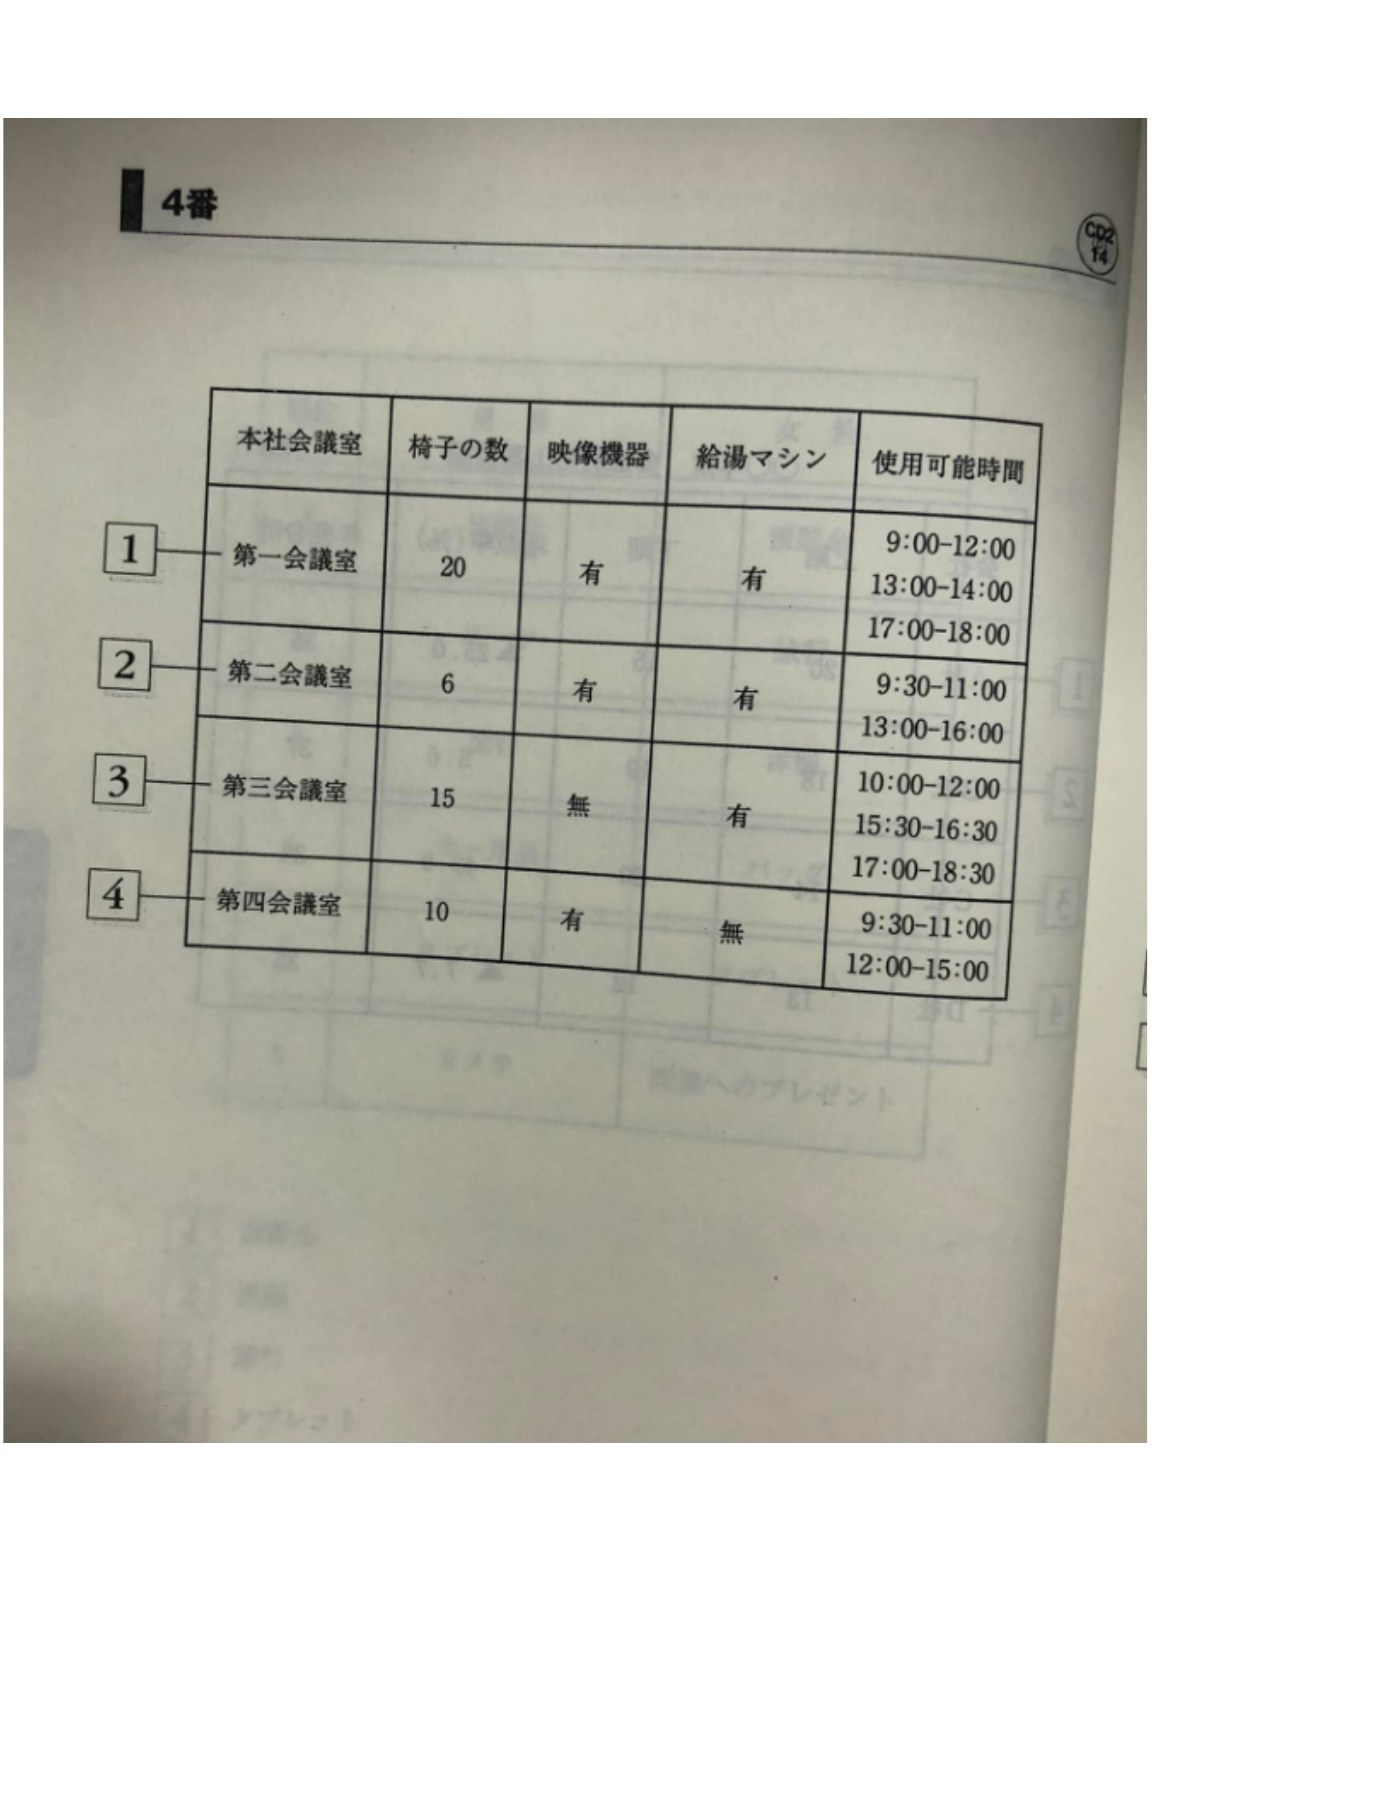 4番
CD2
14
本社会議室 椅子の数 映像機器 給湯マシン 使用可能時間
1 第一会議室 20 有 有 9:00-12:00
13:00-14:00
17:00-18:00
2 第二会議室 6 有 有 9:30-11:00
13:00-16:00
3 第三会議室 15 無 有 10:00-12:00
15:30-16:30
17:00-18:30
4 第四会議室 10 有 無 9:30-11:00
12:00-15:00